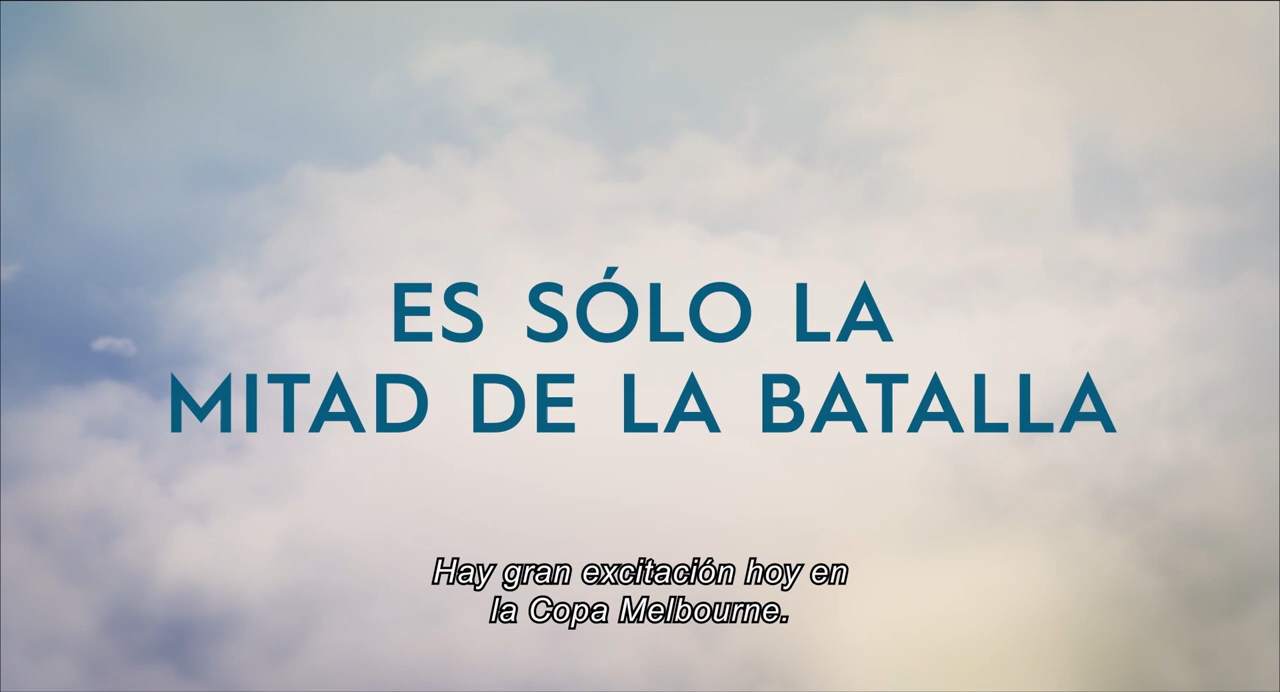 ES SÓLO LA
MITAD DE LA BATALLA
Hay gran excitación hoy en
la Copa Melbourne.